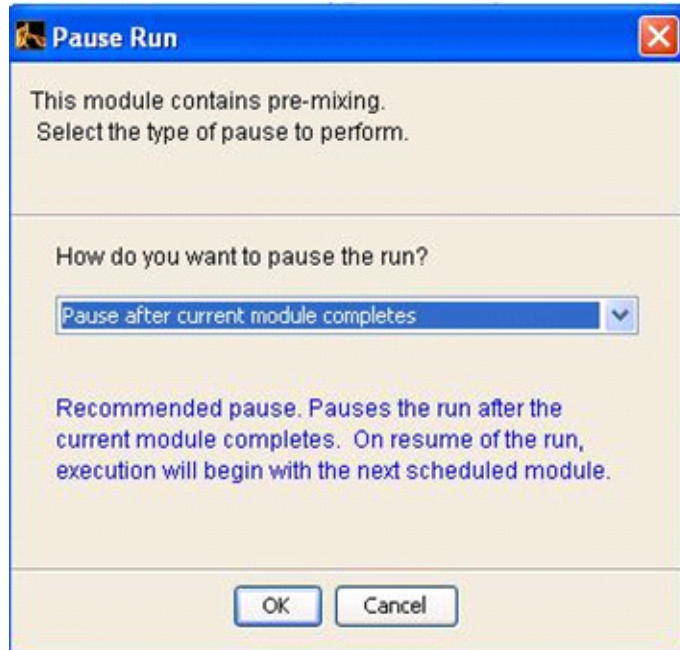 Pause Run
This module contains pre-mixing.
Select the type of pause to perform.
How do you want to pause the run?
Pause after current module completes
Recommended pause. Pauses the run after the
current module completes.  On resume of the run,
execution will begin with the next scheduled module.
OK
Cancel